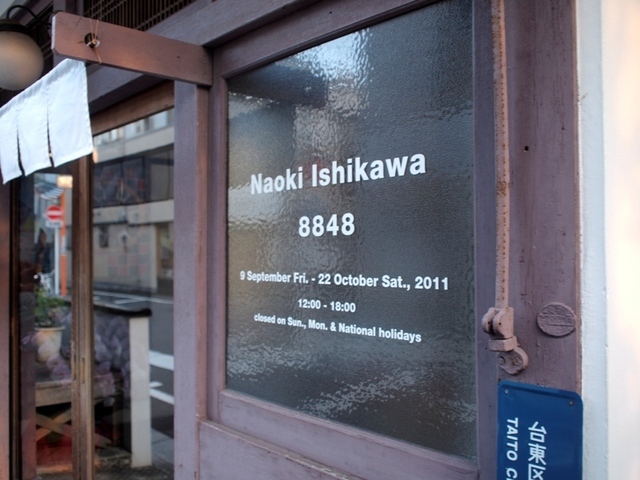 Naoki Ishikawa
8848
9 September Fri. - 22 October Sat., 2011
12:00 - 18:00
closed on Sun., Mon. & National holidays
台東区
TAITO C